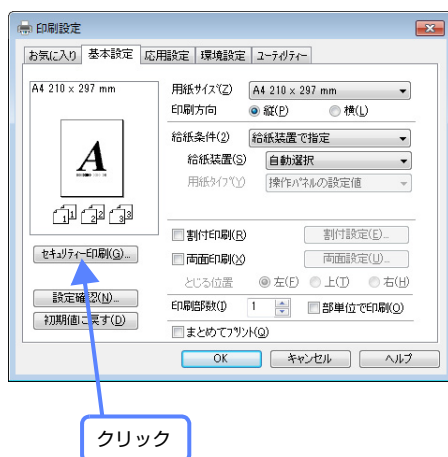 印刷設定
お気に入り 基本設定 応用設定 環境設定 ユーティリティー
A4 210 x 297 mm
A
1 1 2 2 3 3
セキュリティー印刷(G)...
設定確認(N)...
初期値に戻す(D)
用紙サイズ(Z) A4 210 x 297 mm
印刷方向 縦(P) 横(L)
給紙条件(2) 給紙装置で指定
給紙装置(S) 自動選択
用紙タイプ(Y) 操作パネルの設定値
割付印刷(R) 割付設定(E)...
両面印刷(X) 両面設定(U)...
とじる位置 左(F) 上(T) 右(H)
印刷部数(I) 1 部単位で印刷(O)
まとめてプリント(Q)
OK キャンセル ヘルプ
クリック